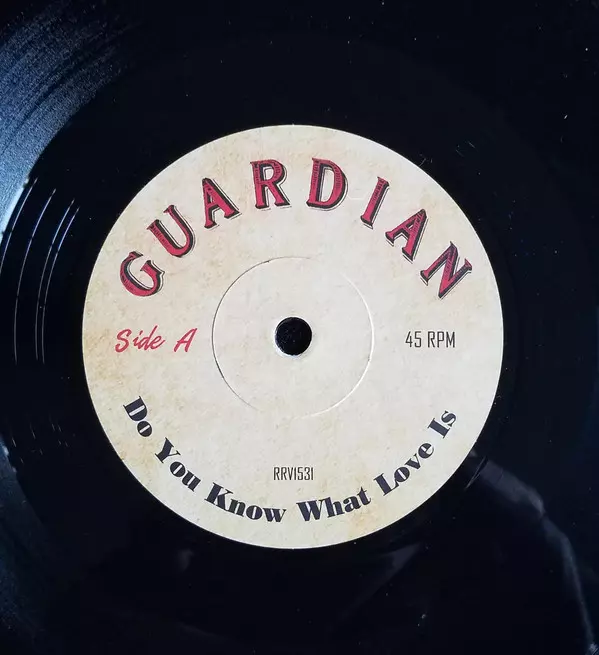 GUARDIAN
Side A
45 RPM
RRV1531
Do You Know What Love Is